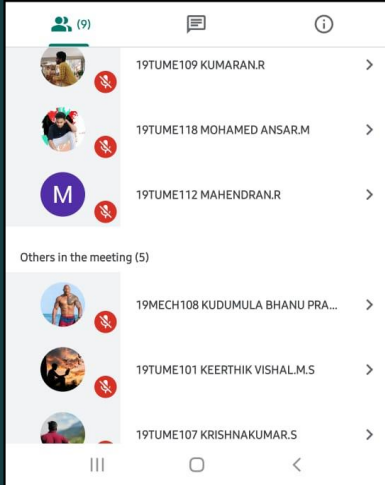 (9)
19TUME109 KUMARAN.R
19TUME118 MOHAMED ANSAR.M
M
19TUME112 MAHENDRAN.R
Others in the meeting (5)
19MECH108 KUDUMULA BHANU PRA...
19TUME101 KEERTHIK VISHAL.M.S
19TUME107 KRISHNAKUMAR.S